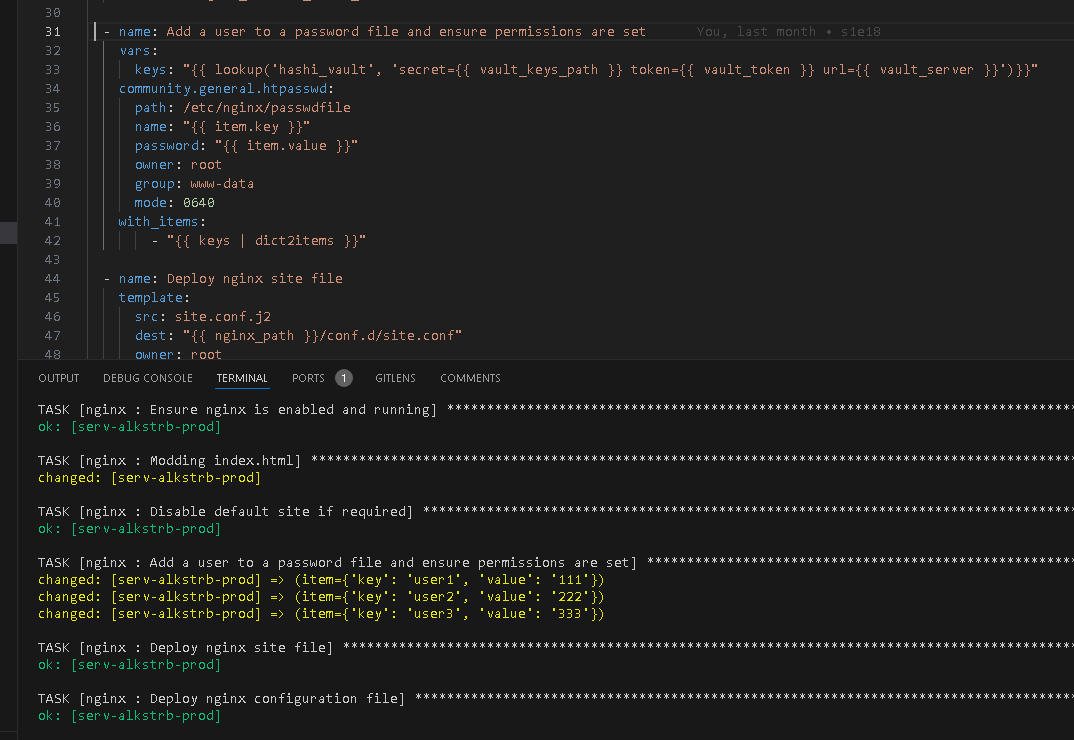 30
31 - name: Add a user to a password file and ensure permissions are set You, last month • s1e18
32 vars:
33 keys: "{{ lookup('hashi_vault', 'secret={{ vault_keys_path }} token={{ vault_token }} url={{ vault_server }}')}}"
34 community.general.htpasswd:
35 path: /etc/nginx/passwdfile
36 name: "{{ item.key }}"
37 password: "{{ item.value }}"
38 owner: root
39 group: www-data
40 mode: 0640
41 with_items:
42 - "{{ keys | dict2items }}"
43
44 - name: Deploy nginx site file
45 template:
46 src: site.conf.j2
47 dest: "{{ nginx_path }}/conf.d/site.conf"
48 owner: root
OUTPUT DEBUG CONSOLE TERMINAL PORTS 1 GITLENS COMMENTS
TASK [nginx : Ensure nginx is enabled and running] *******************************************************************************
ok: [serv-alkstrb-prod]
TASK [nginx : Modding index.html] ************************************************************************************************
changed: [serv-alkstrb-prod]
TASK [nginx : Disable default site if required] **********************************************************************************
ok: [serv-alkstrb-prod]
TASK [nginx : Add a user to a password file and ensure permissions are set] ******************************************************
changed: [serv-alkstrb-prod] => (item={'key': 'user1', 'value': '111'})
changed: [serv-alkstrb-prod] => (item={'key': 'user2', 'value': '222'})
changed: [serv-alkstrb-prod] => (item={'key': 'user3', 'value': '333'})
TASK [nginx : Deploy nginx site file] ********************************************************************************************
ok: [serv-alkstrb-prod]
TASK [nginx : Deploy nginx configuration file] ***********************************************************************************
ok: [serv-alkstrb-prod]